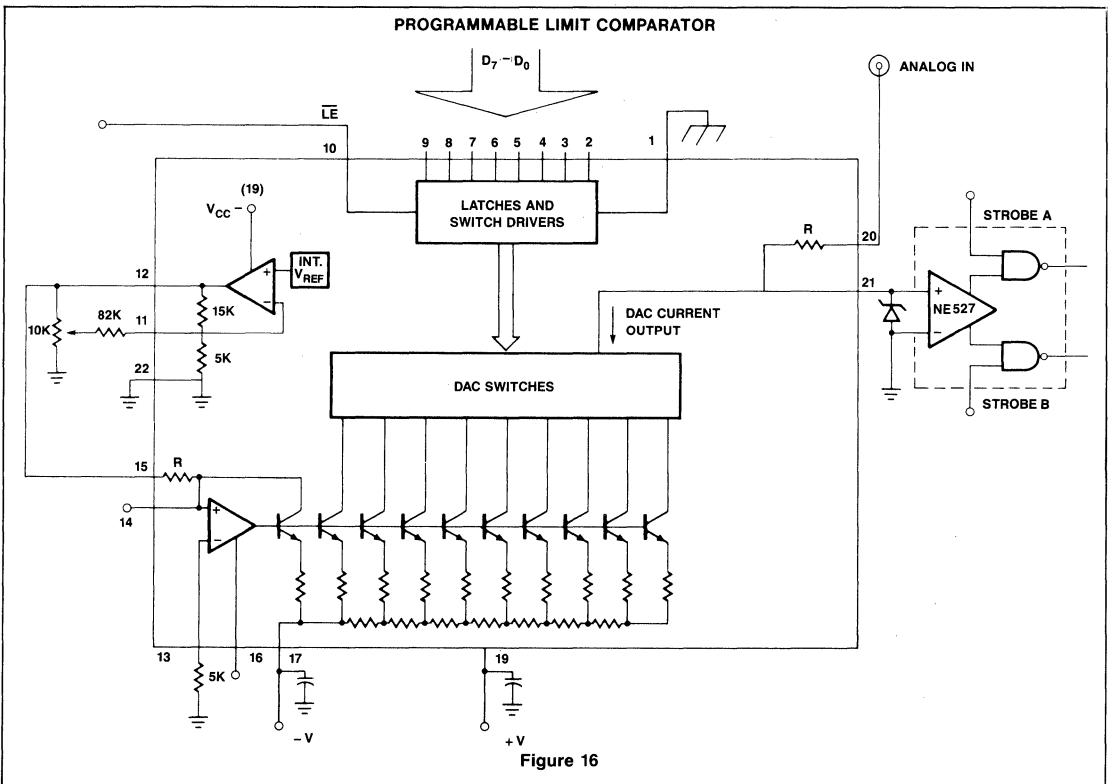 PROGRAMMABLE LIMIT COMPARATOR
D7 – D0
ANALOG IN
LE
10
9 8 7 6 5 4 3 2
1
(19)
VCC –
LATCHES AND
SWITCH DRIVERS
STROBE A
R
20
INT.
VREF
+
–
12
15K
21
10K
82K
11
DAC CURRENT
OUTPUT
+
NE527
–
5K
22
DAC SWITCHES
STROBE B
15
R
14
+
–
13
16
17
19
5K
– V
+ V
Figure 16